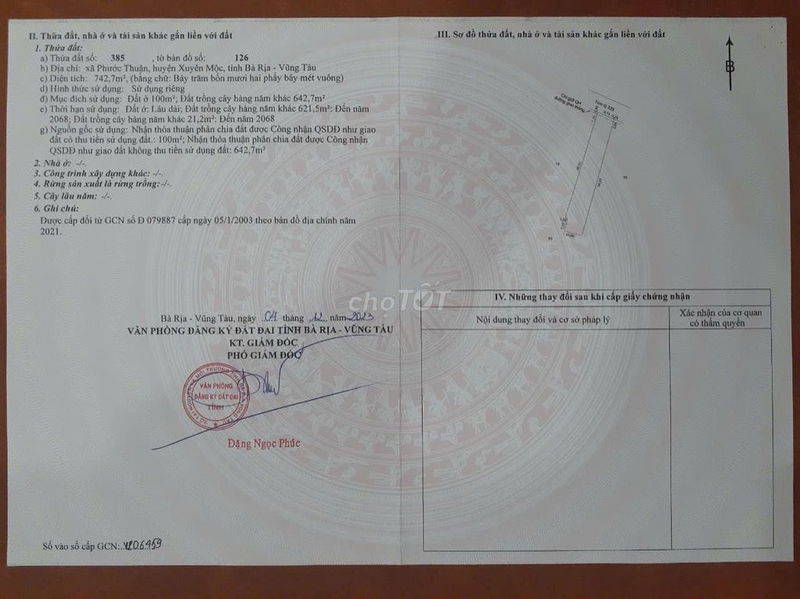 II. Thửa đất, nhà ở và tài sản khác gắn liền với đất
1. Thửa đất:
a) Thửa đất số: 385 , tờ bản đồ số: 126
b) Địa chỉ: xã Phước Thuận, huyện Xuyên Mộc, tỉnh Bà Rịa - Vũng Tàu
c) Diện tích: 742,7m², (bằng chữ: Bảy trăm bốn mươi hai phẩy bảy mét vuông)
d) Hình thức sử dụng: Sử dụng riêng
đ) Mục đích sử dụng: Đất ở 100m²; Đất trồng cây hàng năm khác 642,7m²
e) Thời hạn sử dụng: Đất ở: Lâu dài; Đất trồng cây hàng năm khác 621,5m²: Đến năm
2068; Đất trồng cây hàng năm khác 21,2m²: Đến năm 2068
g) Nguồn gốc sử dụng: Nhận thỏa thuận phân chia đất được Công nhận QSDĐ như giao
đất có thu tiền sử dụng đất.: 100m²; Nhận thỏa thuận phân chia đất được Công nhận
QSDĐ như giao đất không thu tiền sử dụng đất: 642,7m²
2. Nhà ở: -/-.
3. Công trình xây dựng khác: -/-
4. Rừng sản xuất là rừng trồng:-/-.
5. Cây lâu năm: -/-.
6. Ghi chú:
Được cấp đổi từ GCN số Đ 079887 cấp ngày 05/1/2003 theo bản đồ địa chính năm
2021.
Bà Rịa - Vũng Tàu, ngày 04 tháng 12 năm 2023
VĂN PHÒNG ĐĂNG KÝ ĐẤT ĐAI TỈNH BÀ RỊA - VŨNG TÀU
KT. GIÁM ĐỐC
PHÓ GIÁM ĐỐC
VĂN PHÒNG
ĐĂNG KÝ ĐẤT ĐAI
TỈNH
Đặng Ngọc Phúc
Số vào sổ cấp GCN:
III. Sơ đồ thửa đất, nhà ở và tài sản khác gắn liền với đất
B
IV. Những thay đổi sau khi cấp giấy chứng nhận
Nội dung thay đổi và cơ sở pháp lý
Xác nhận của cơ quan
có thẩm quyền
choTỐT